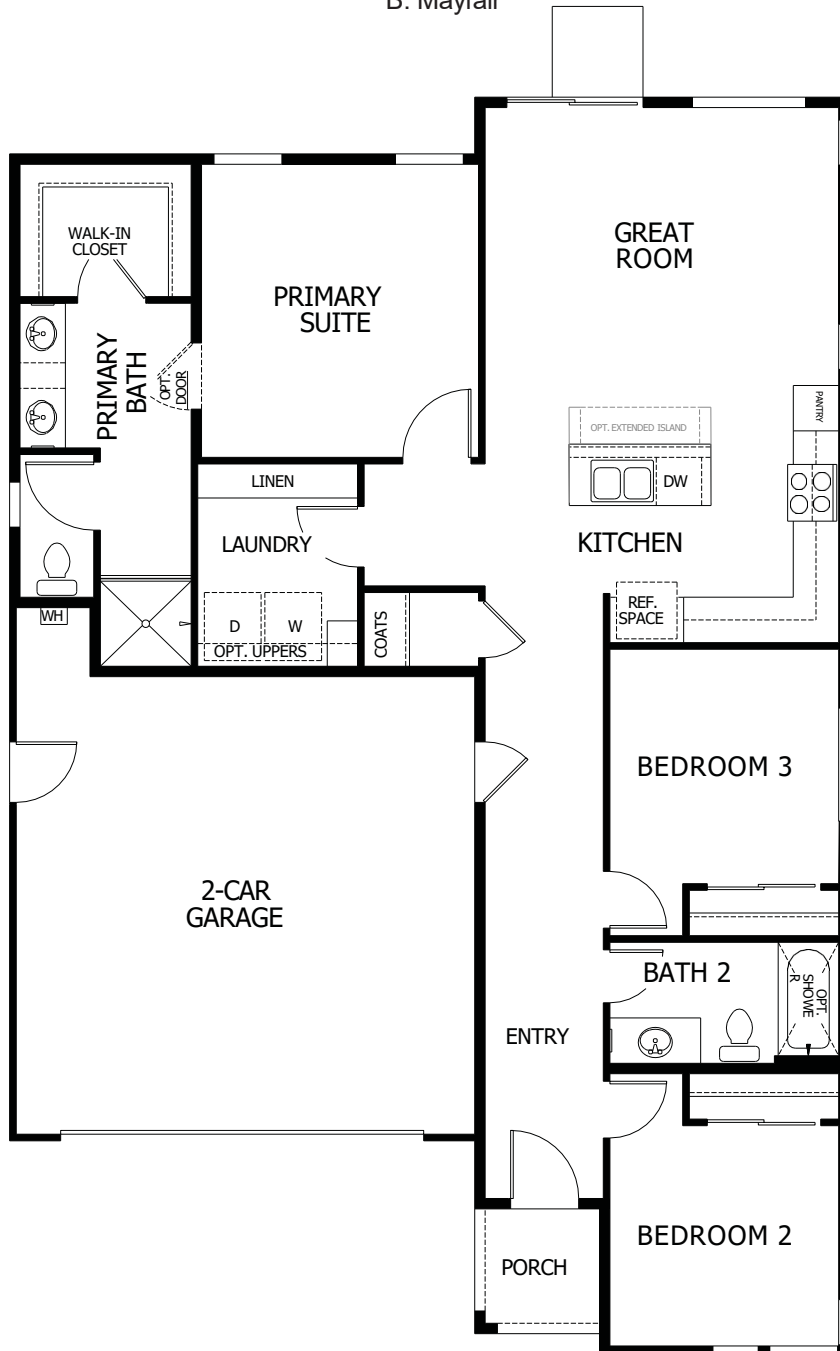 B: Mayfair
GREAT
ROOM
WALK-IN
CLOSET
PRIMARY
SUITE
PRIMARY
BATH
OPT.
DOOR
PANTRY
OPT. EXTENDED ISLAND
LINEN
DW
LAUNDRY
KITCHEN
WH
D
W
OPT. UPPERS
COATS
REF.
SPACE
BEDROOM 3
2-CAR
GARAGE
BATH 2
OPT.
SHOWE
R
ENTRY
BEDROOM 2
PORCH